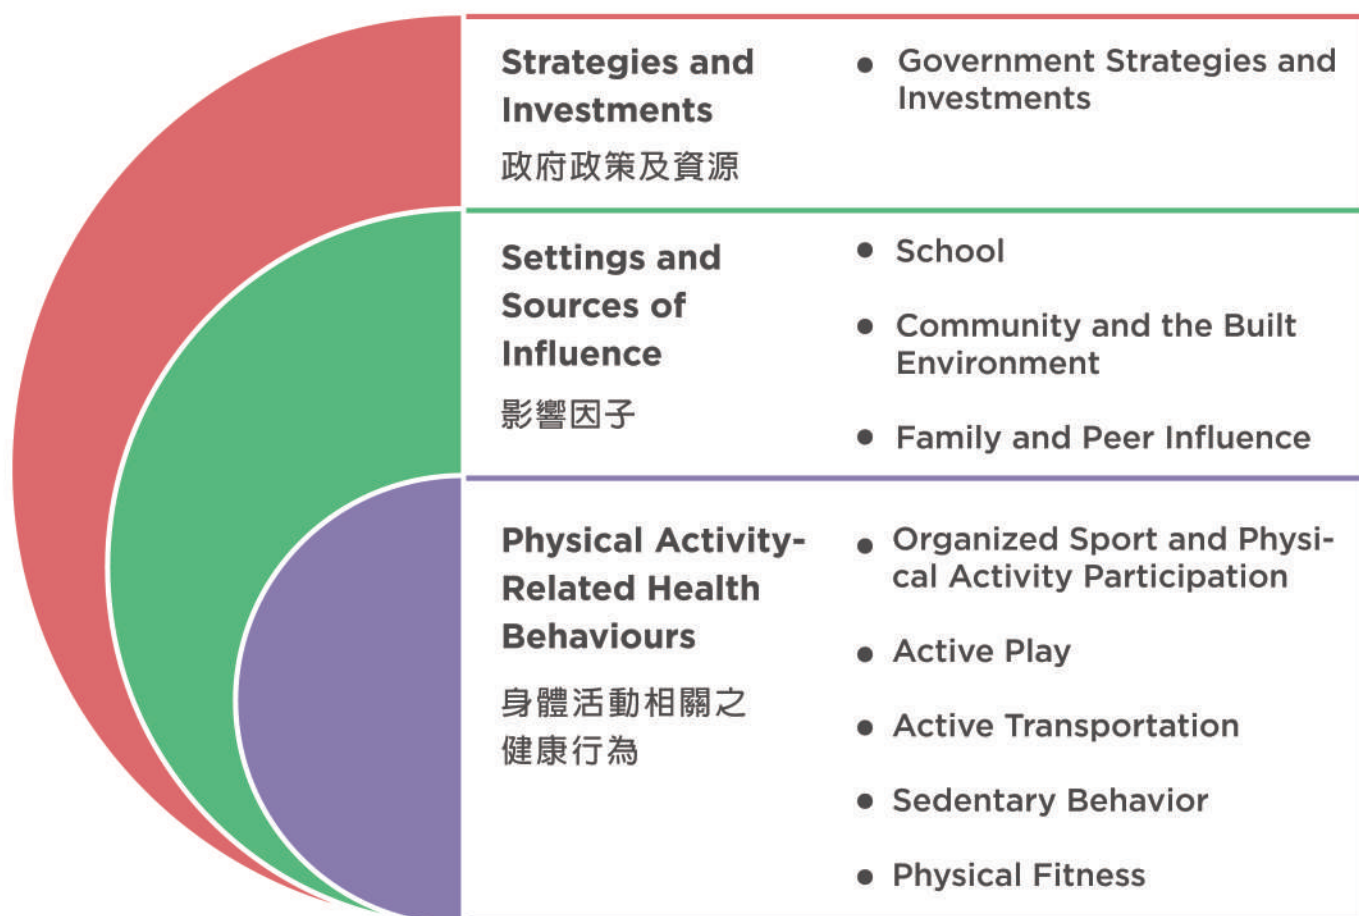 Strategies and
Investments
政府政策及資源
• Government Strategies and
Investments
Settings and
Sources of
Influence
影響因子
• School
• Community and the Built
Environment
• Family and Peer Influence
Physical Activity-
Related Health
Behaviours
身體活動相關之
健康行為
• Organized Sport and Physi-
cal Activity Participation
• Active Play
• Active Transportation
• Sedentary Behavior
• Physical Fitness